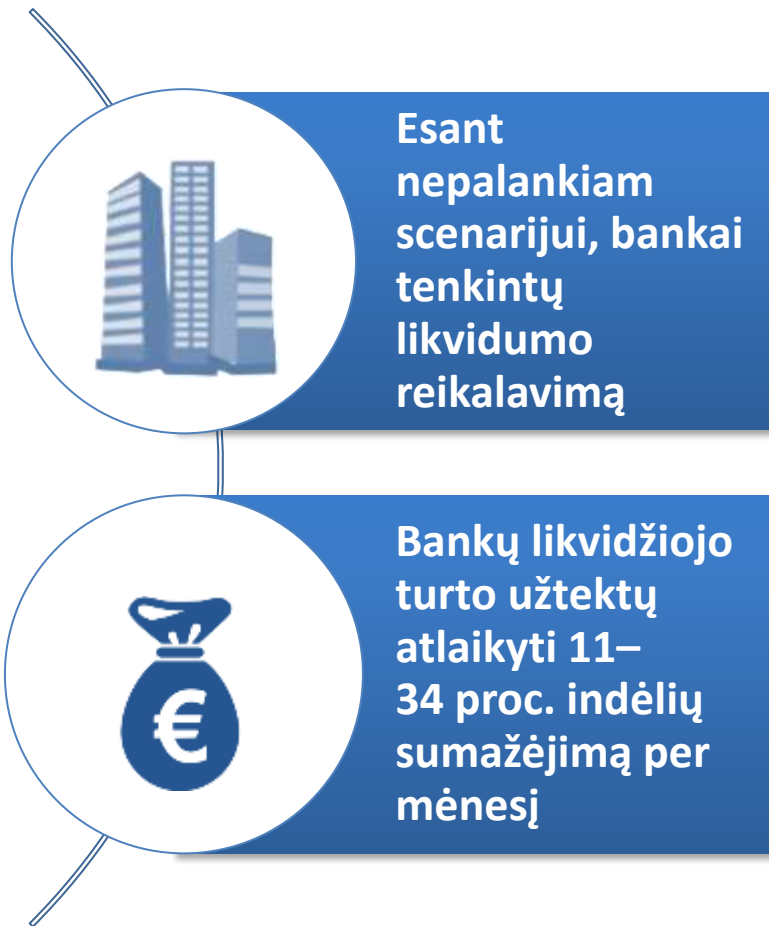 Esant
nepalankiam
scenarijui, bankai
tenkintų
likvidumo
reikalavimą
Bankų likvidžiojo
turto užtektų
atlaikyti 11–
34 proc. indėlių
sumažėjimą per
mėnesį
€